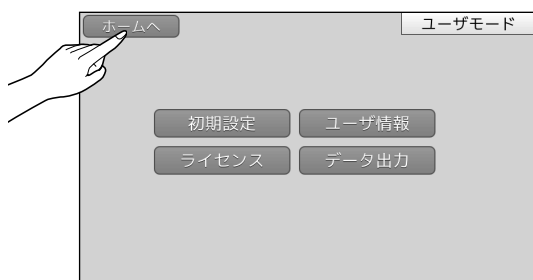 ホームへ
ユーザモード
初期設定
ユーザ情報
ライセンス
データ出力